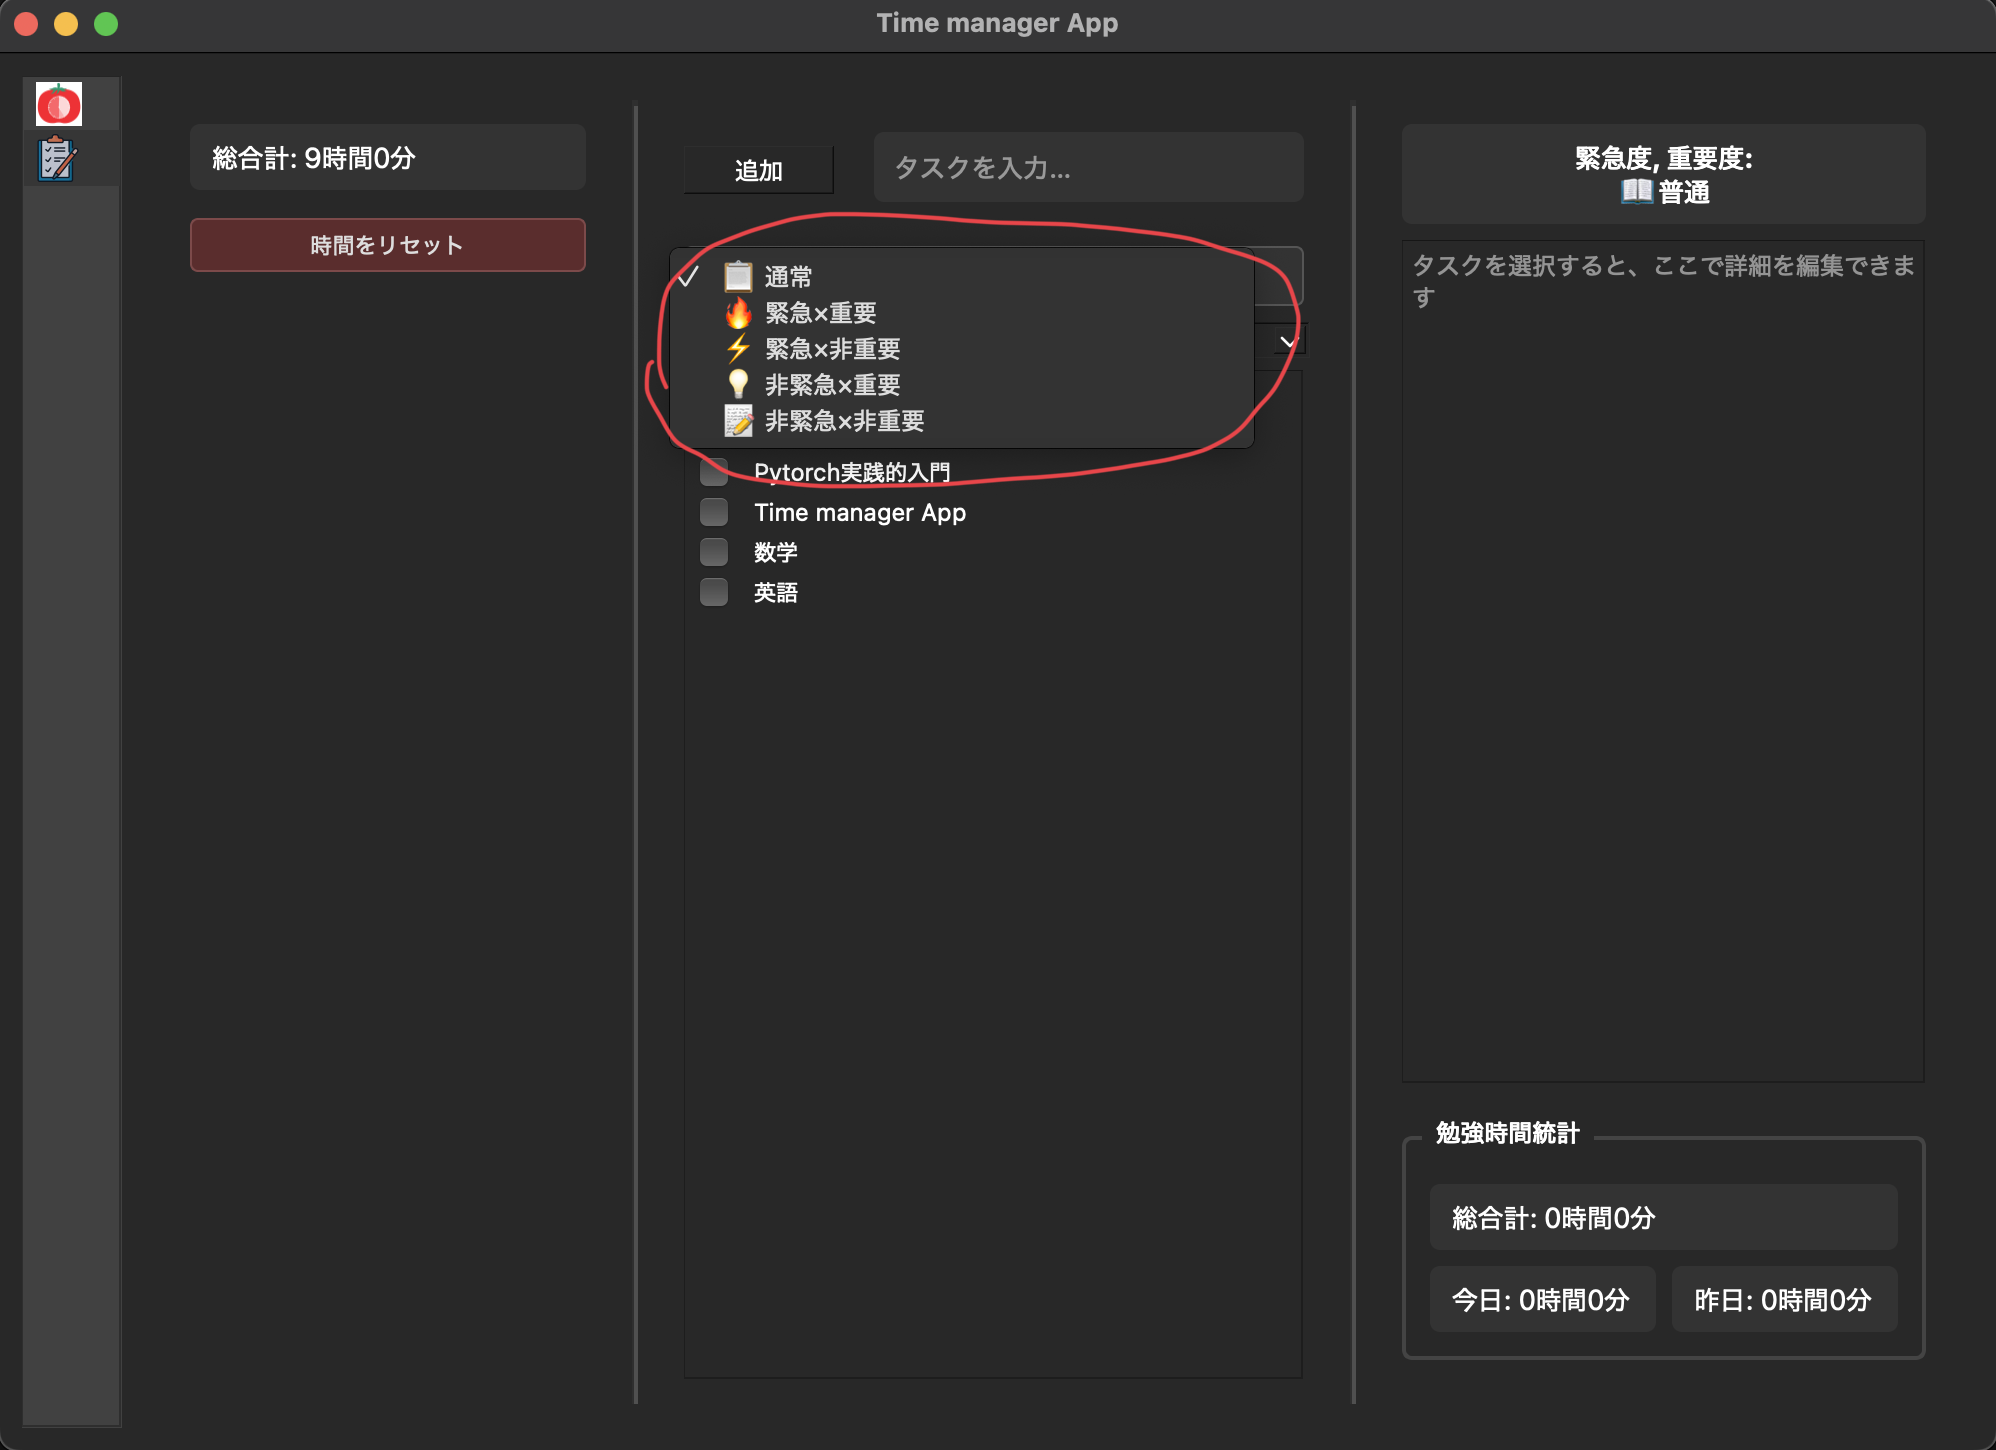 Time manager App
総合計: 9時間0分
時間をリセット
追加
タスクを入力...
✓ 📋 通常
🔥 緊急×重要
⚡ 緊急×非重要
💡 非緊急×重要
📝 非緊急×非重要
Pytorch実践的入門
Time manager App
数学
英語
緊急度, 重要度:
📖普通
タスクを選択すると、ここで詳細を編集できま
す
勉強時間統計
総合計: 0時間0分
今日: 0時間0分
昨日: 0時間0分